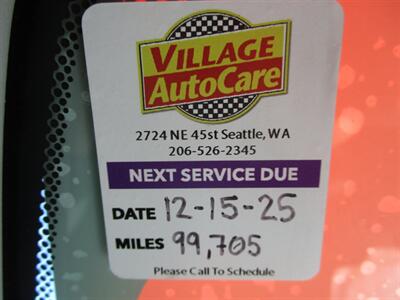 VILLAGE
AutoCare
2724 NE 45st Seattle, WA
206-526-2345
NEXT SERVICE DUE
DATE 12-15-25
MILES 99,705
Please Call To Schedule